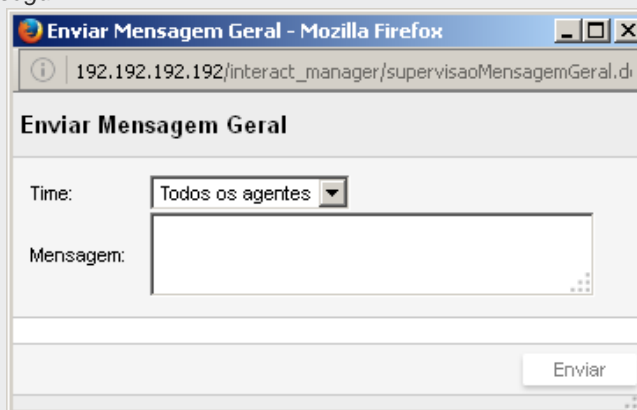 Enviar Mensagem Geral - Mozilla Firefox
192.192.192.192/interact_manager/supervisaoMensagemGeral.d
Enviar Mensagem Geral
Time: Todos os agentes
Mensagem:
Enviar